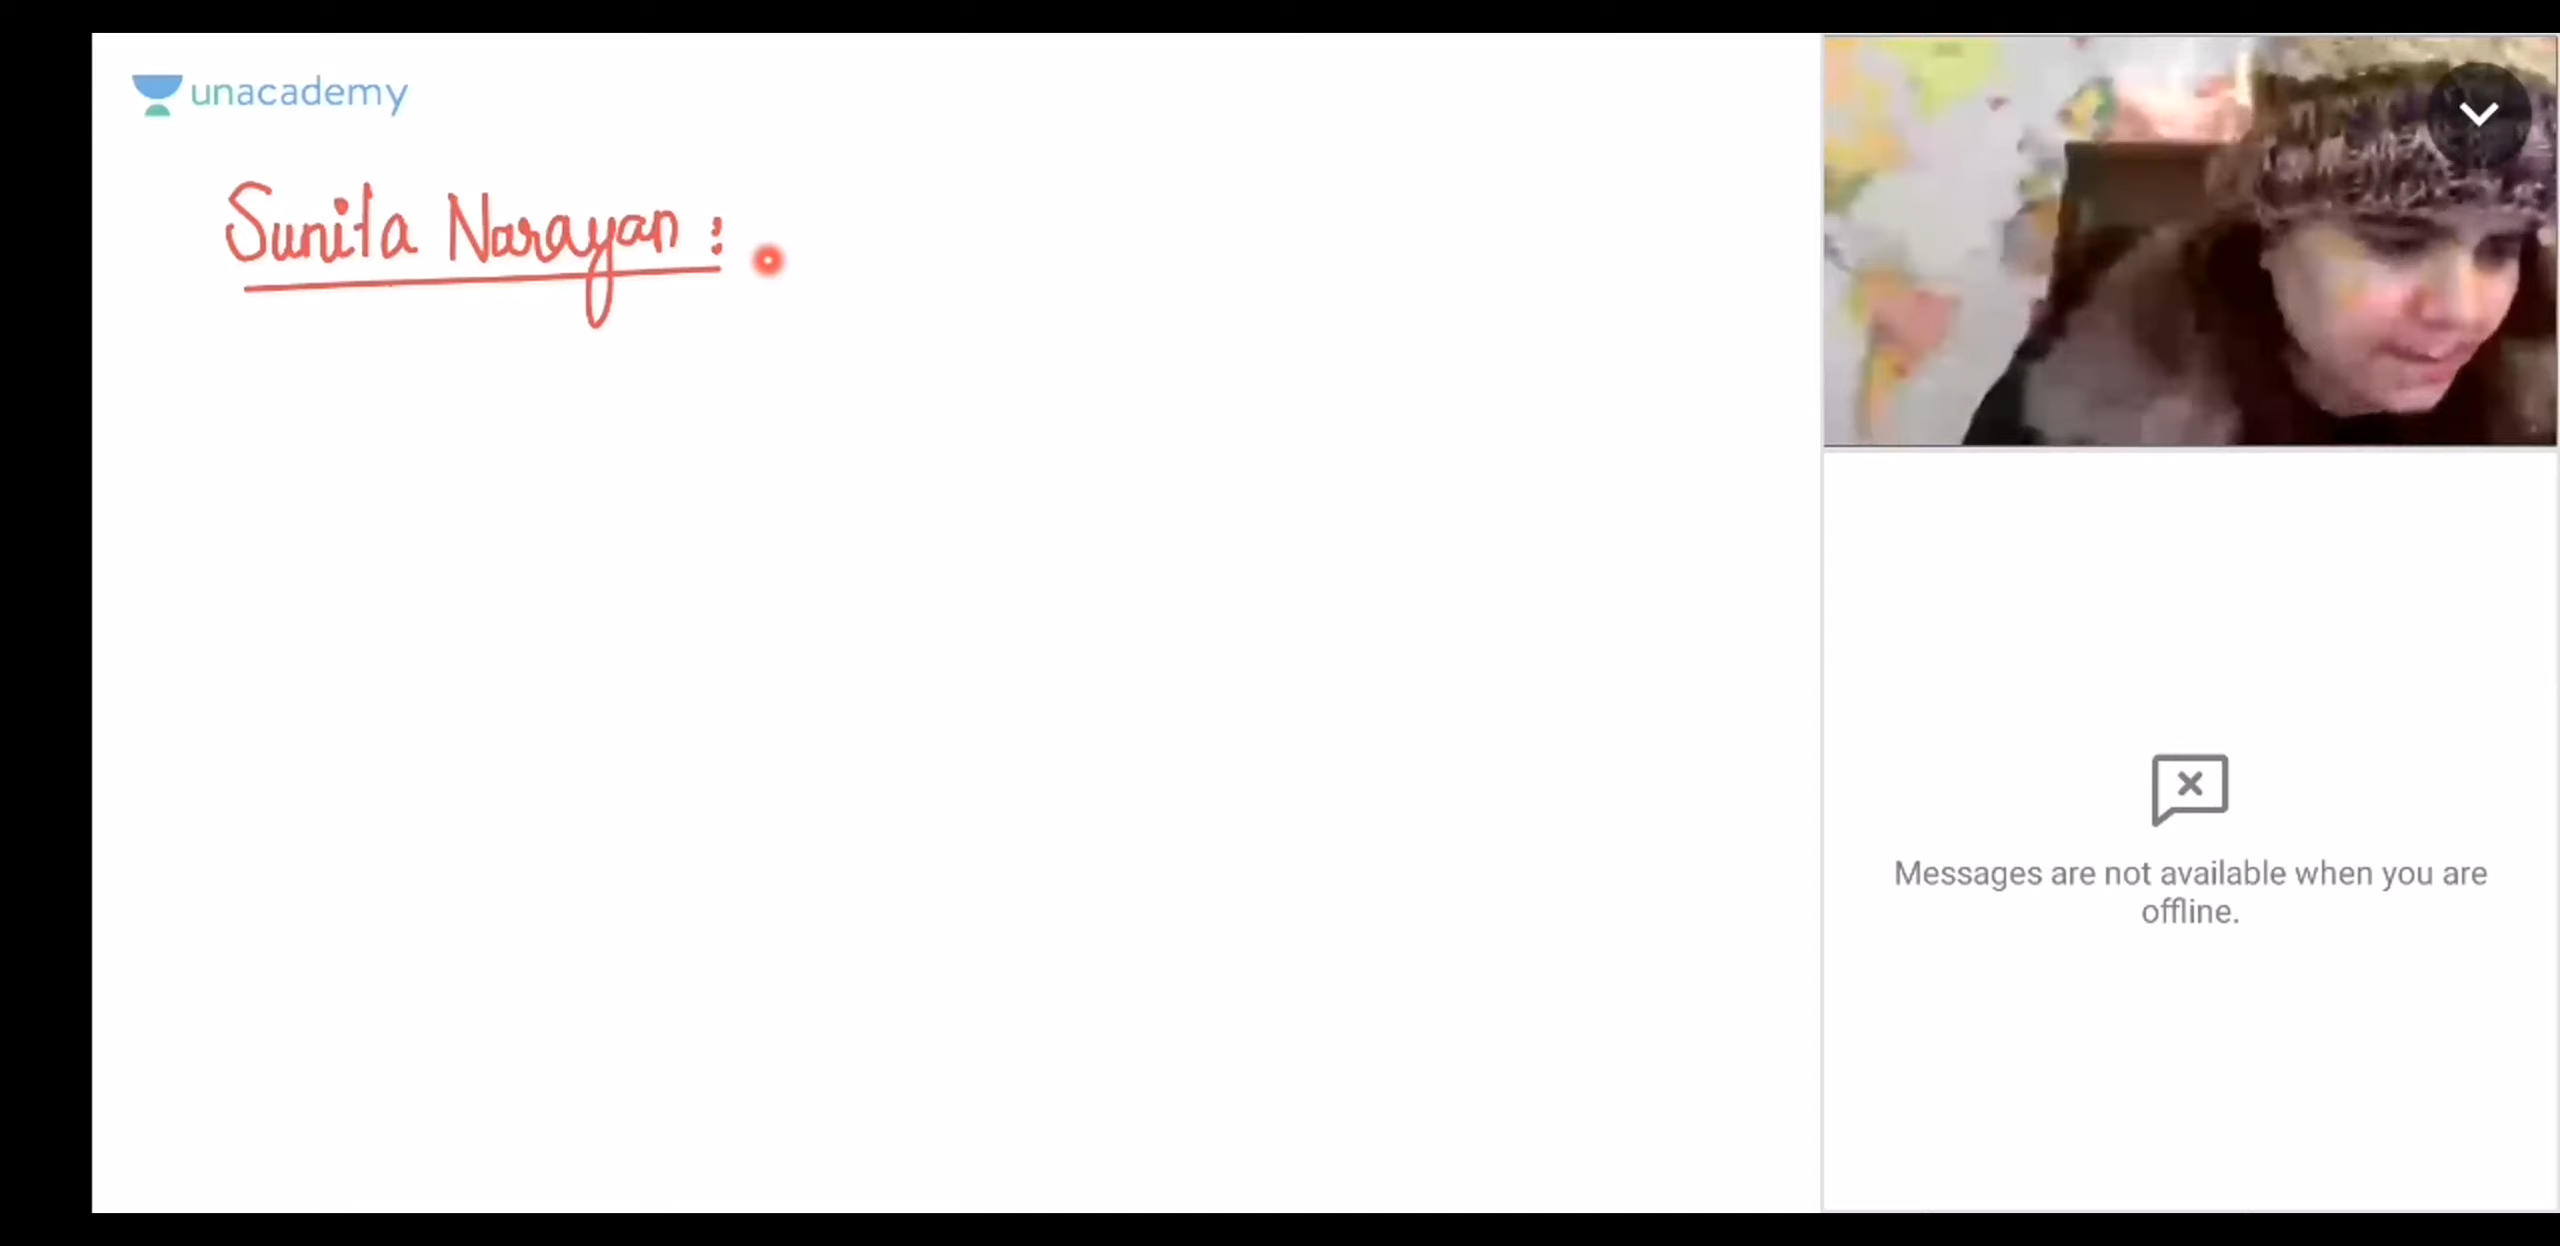 unacademy
Sunita Narayan :
Messages are not available when you are
offline.